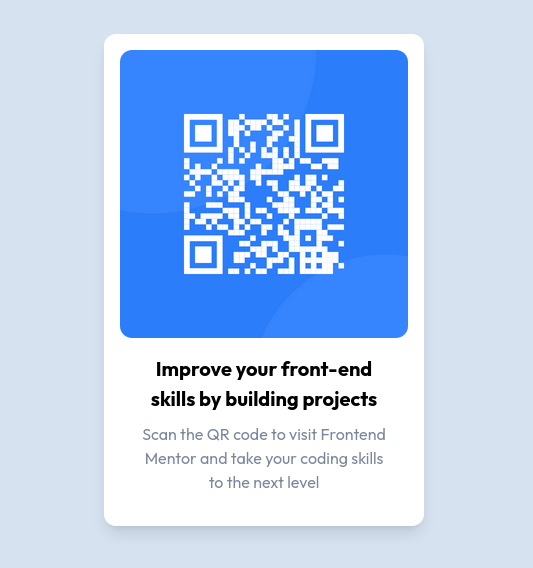 Improve your front-end
skills by building projects
Scan the QR code to visit Frontend
Mentor and take your coding skills
to the next level